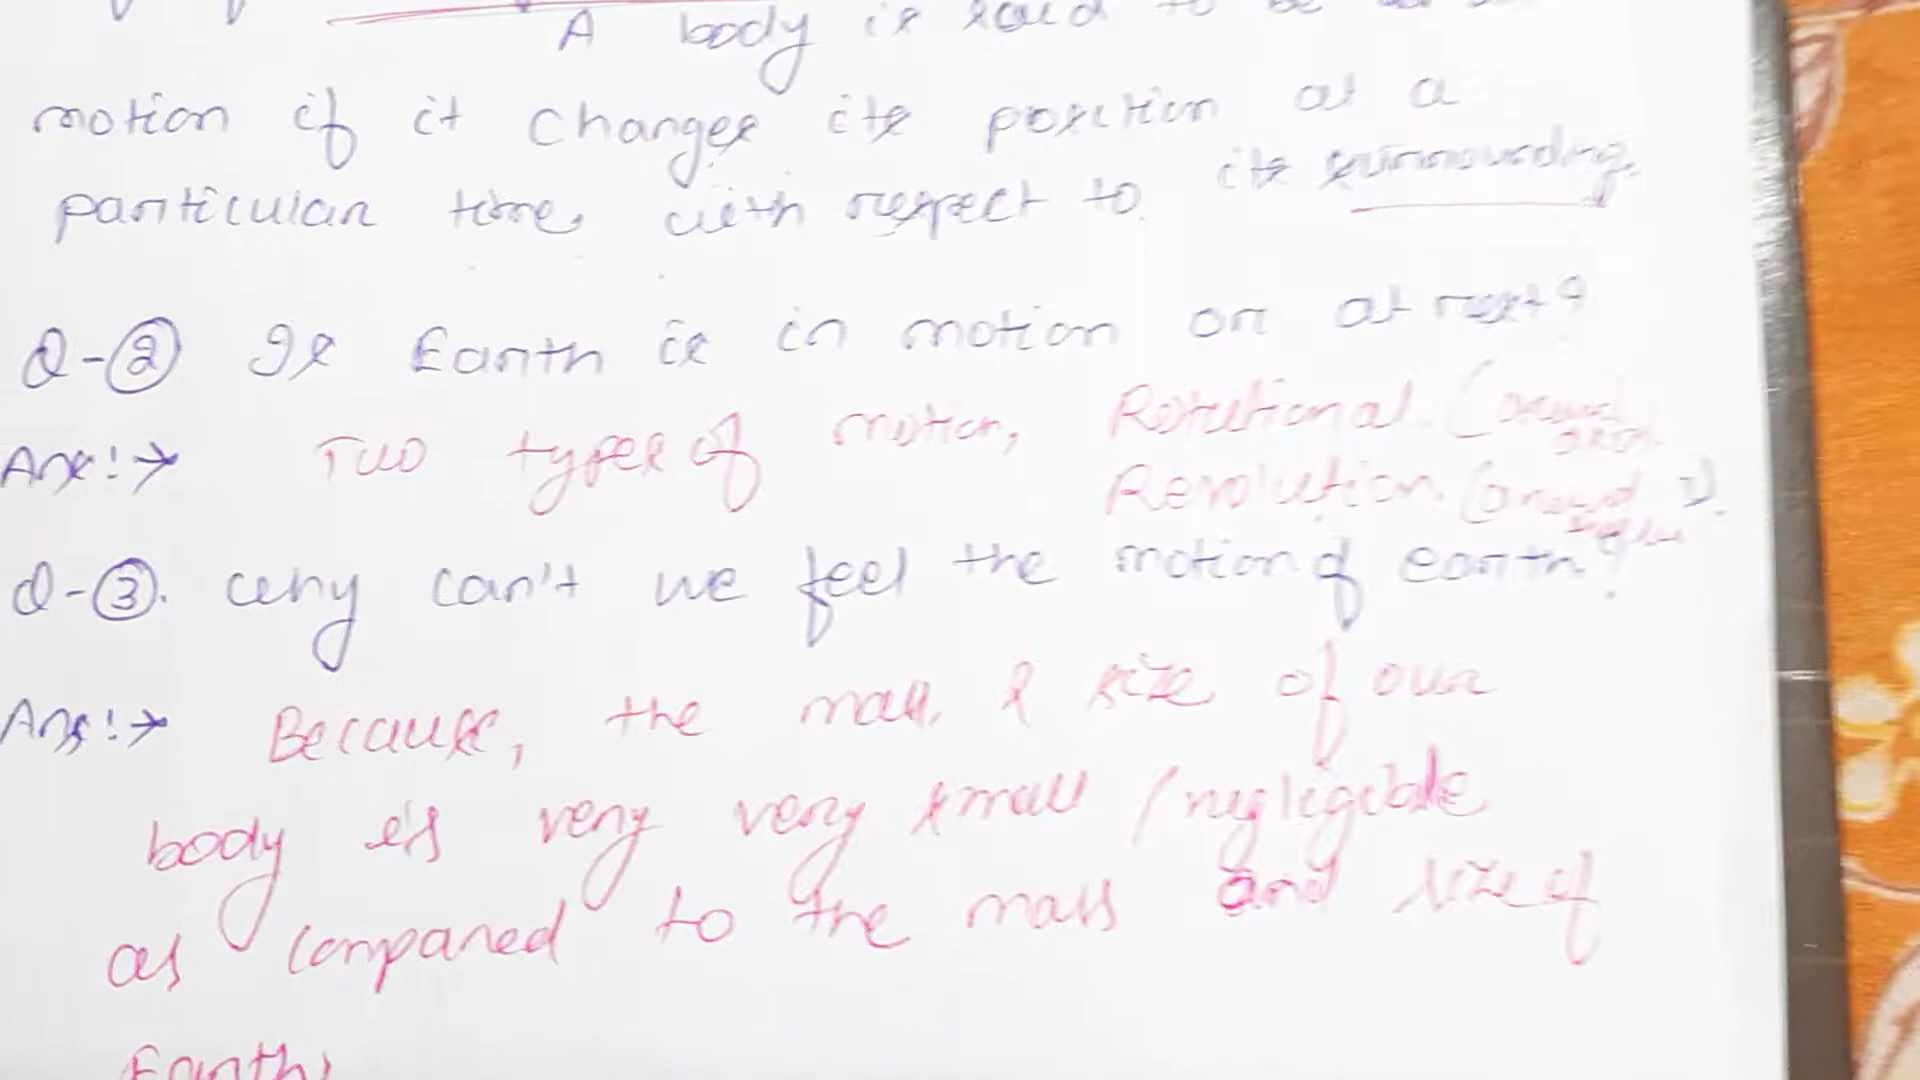 A body is said to be
motion if it changes its position at a
particular time, with respect to its surrounding.
Q-② Is Earth is in motion or at rest?
Ans:→ Two types of motion, Rotational (around
Revolution. (around
Q-③. Why can't we feel the motion of earth?
Ans:→ Because, the mass & size of our
body is very very small / negligible
as compared to the mass and size of
Earth,